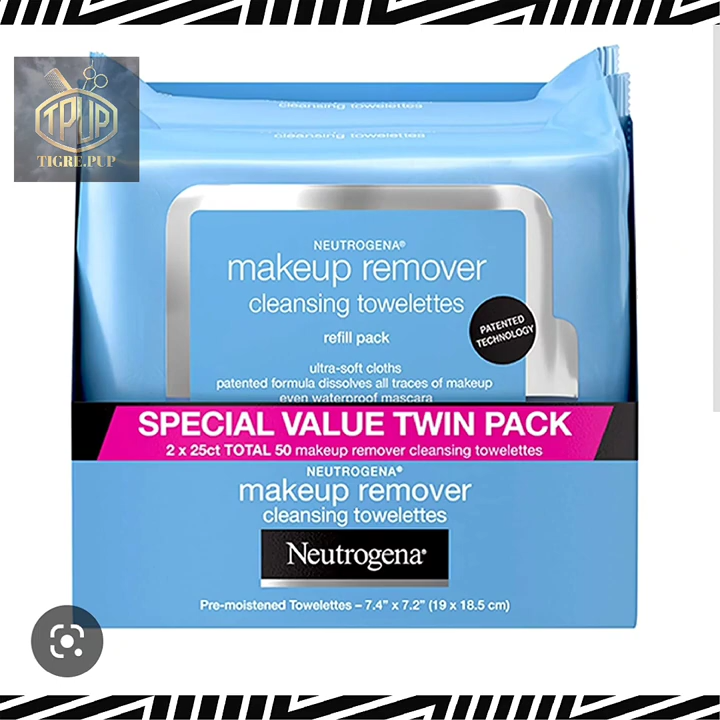 cleansing towelettes
cleansing towelettes
TPUP
TIGRE.PUP
NEUTROGENA®
makeup remover
cleansing towelettes
refill pack
PATENTED
TECHNOLOGY
ultra-soft cloths
patented formula dissolves all traces of makeup
even waterproof mascara
SPECIAL VALUE TWIN PACK
2 x 25ct TOTAL 50 makeup remover cleansing towelettes
NEUTROGENA®
makeup remover
cleansing towelettes
Neutrogena®
Pre-moistened Towelettes – 7.4" x 7.2" (19 x 18.5 cm)